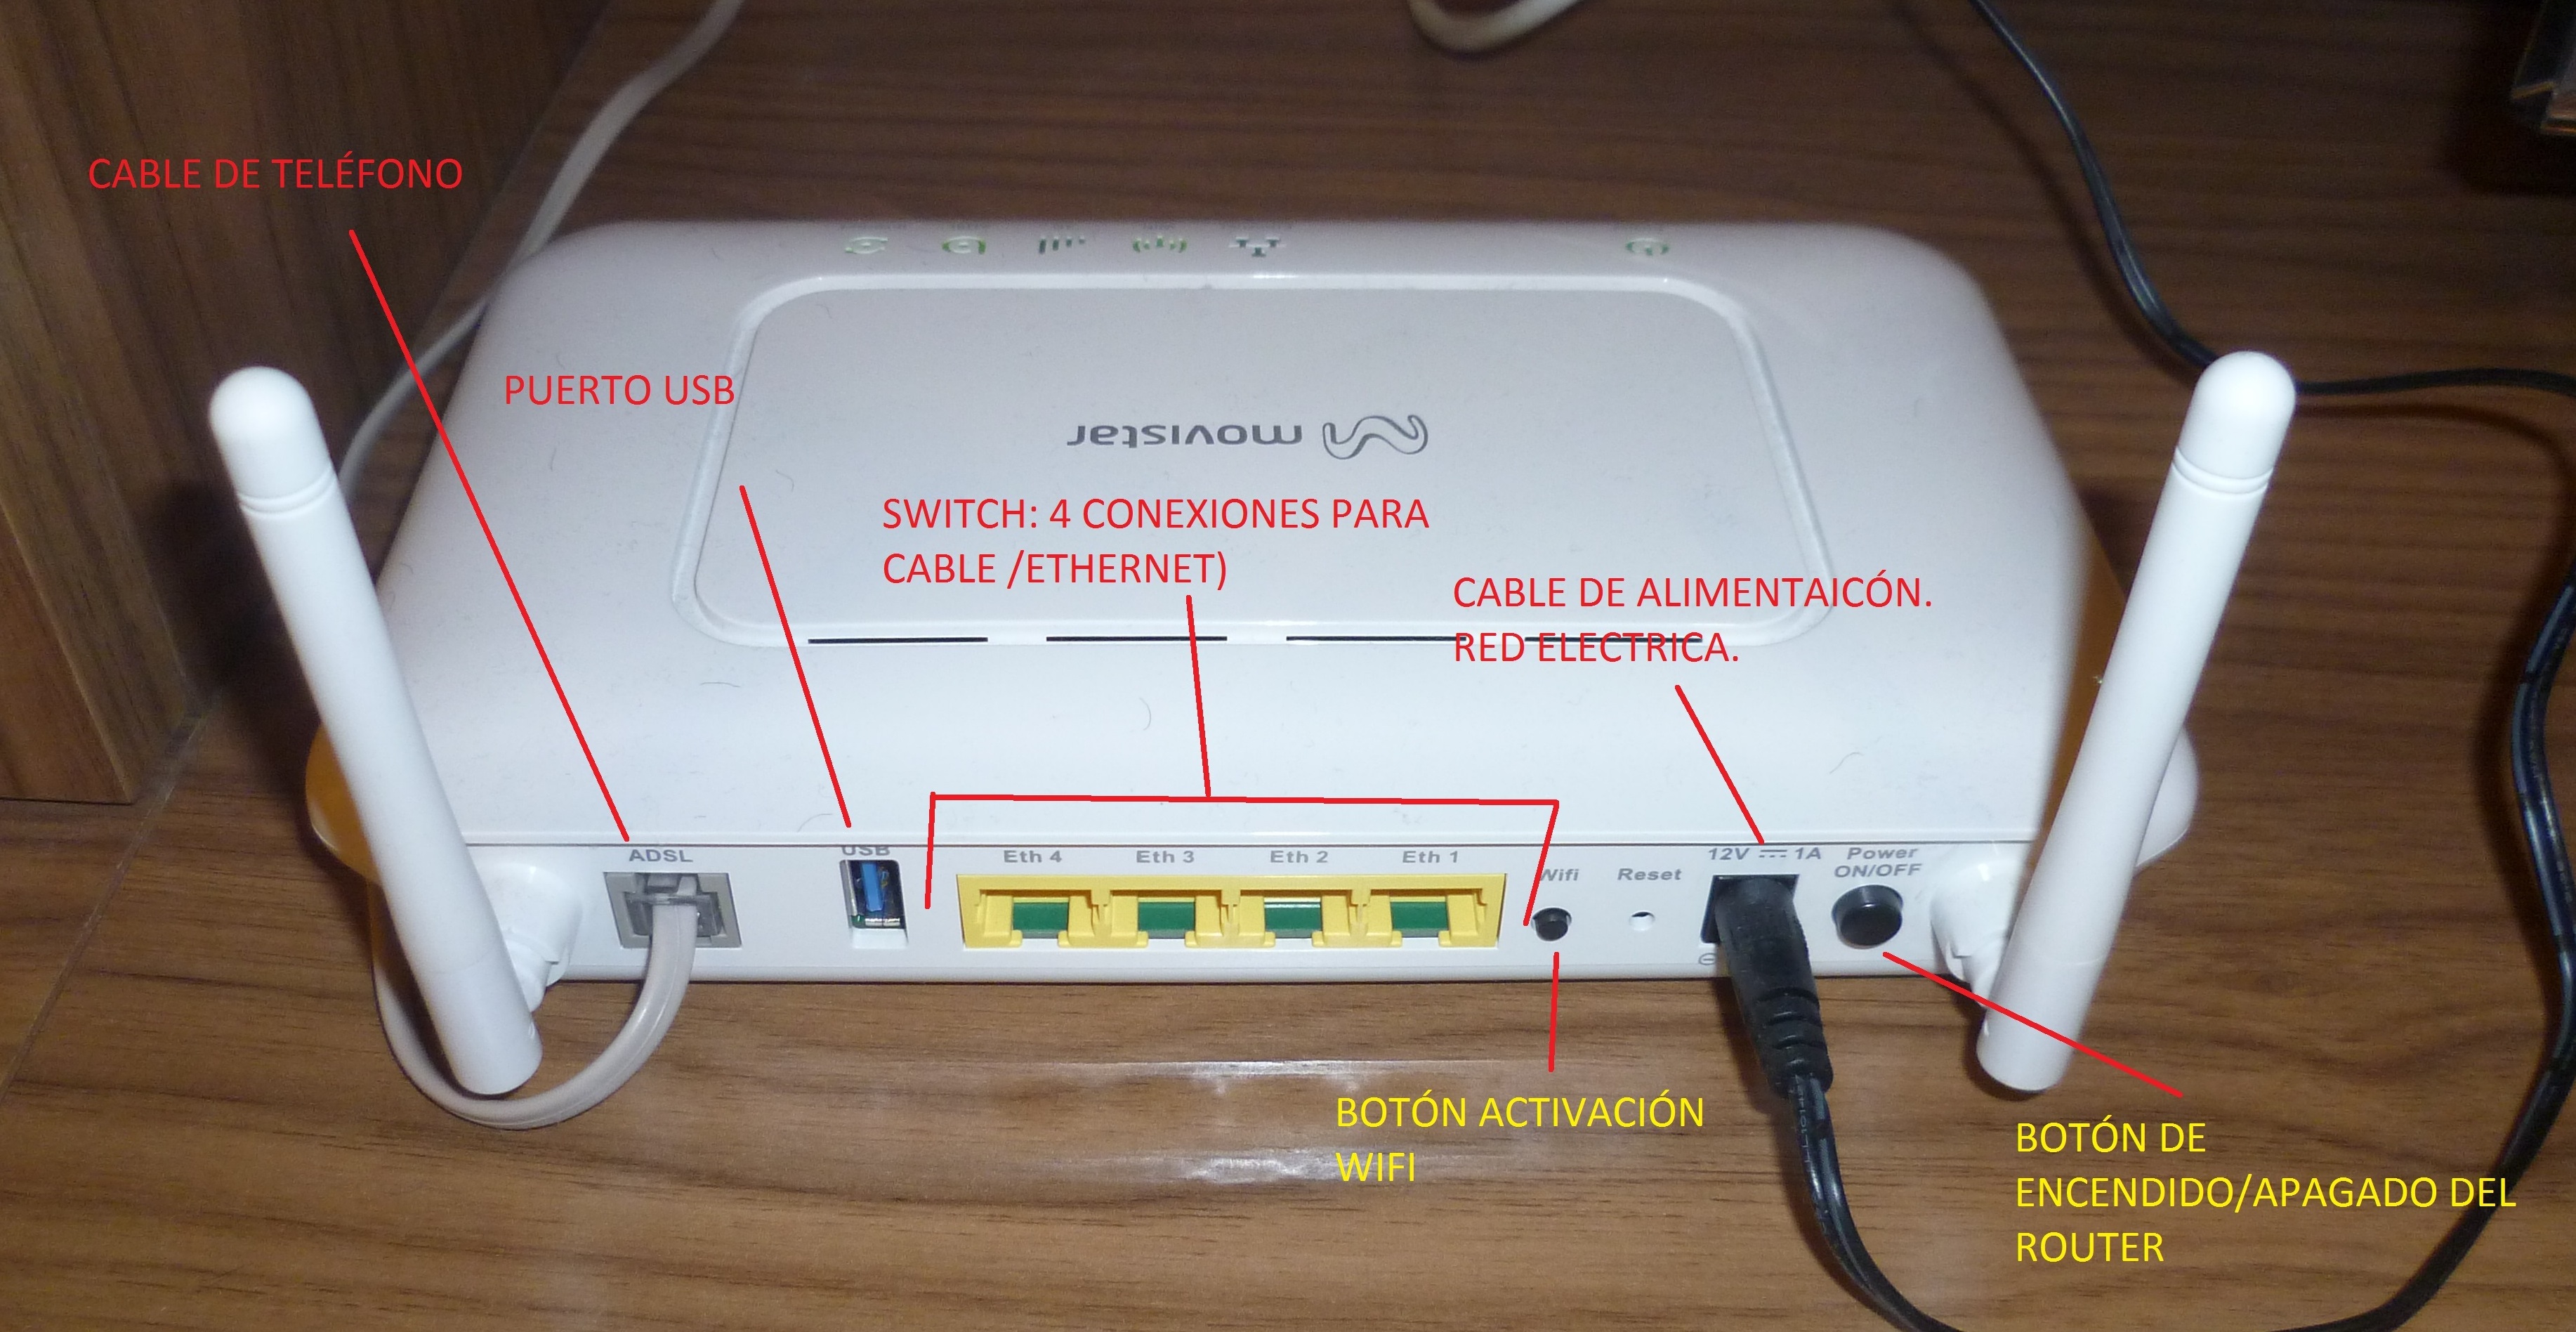 CABLE DE TELÉFONO
PUERTO USB
movistar
SWITCH: 4 CONEXIONES PARA
CABLE /ETHERNET)
CABLE DE ALIMENTAICÓN.
RED ELECTRICA.
ADSL
USB
Eth 4
Eth 3
Eth 2
Eth 1
Wifi
Reset
12V 1A
Power
ON/OFF
BOTÓN ACTIVACIÓN
WIFI
BOTÓN DE
ENCENDIDO/APAGADO DEL
ROUTER